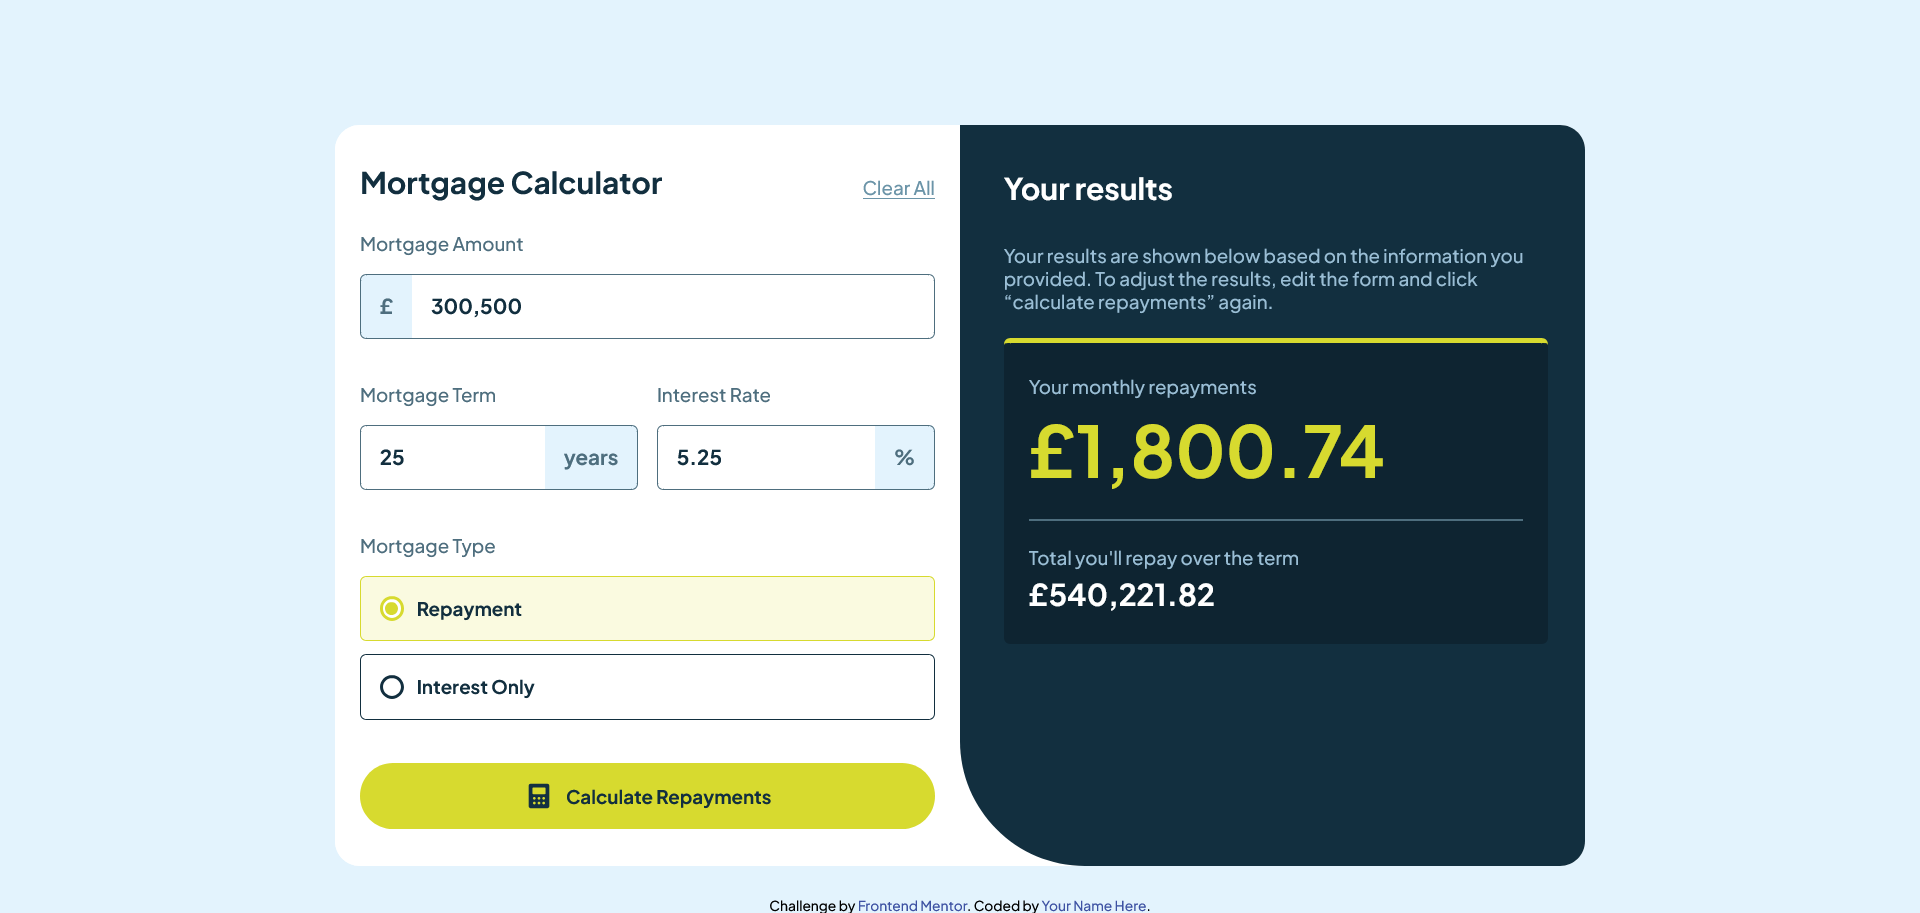 Mortgage Calculator
Clear All
Mortgage Amount
£ 300,500
Mortgage Term
25 years
Interest Rate
5.25 %
Mortgage Type
Repayment
Interest Only
Calculate Repayments
Your results
Your results are shown below based on the information you
provided. To adjust the results, edit the form and click
“calculate repayments” again.
Your monthly repayments
£1,800.74
Total you'll repay over the term
£540,221.82
Challenge by Frontend Mentor. Coded by Your Name Here.